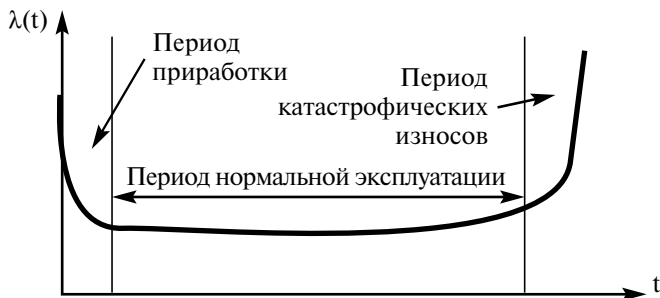 λ(t)
Период
приработки
Период
катастрофических
износов
Период нормальной эксплуатации
t